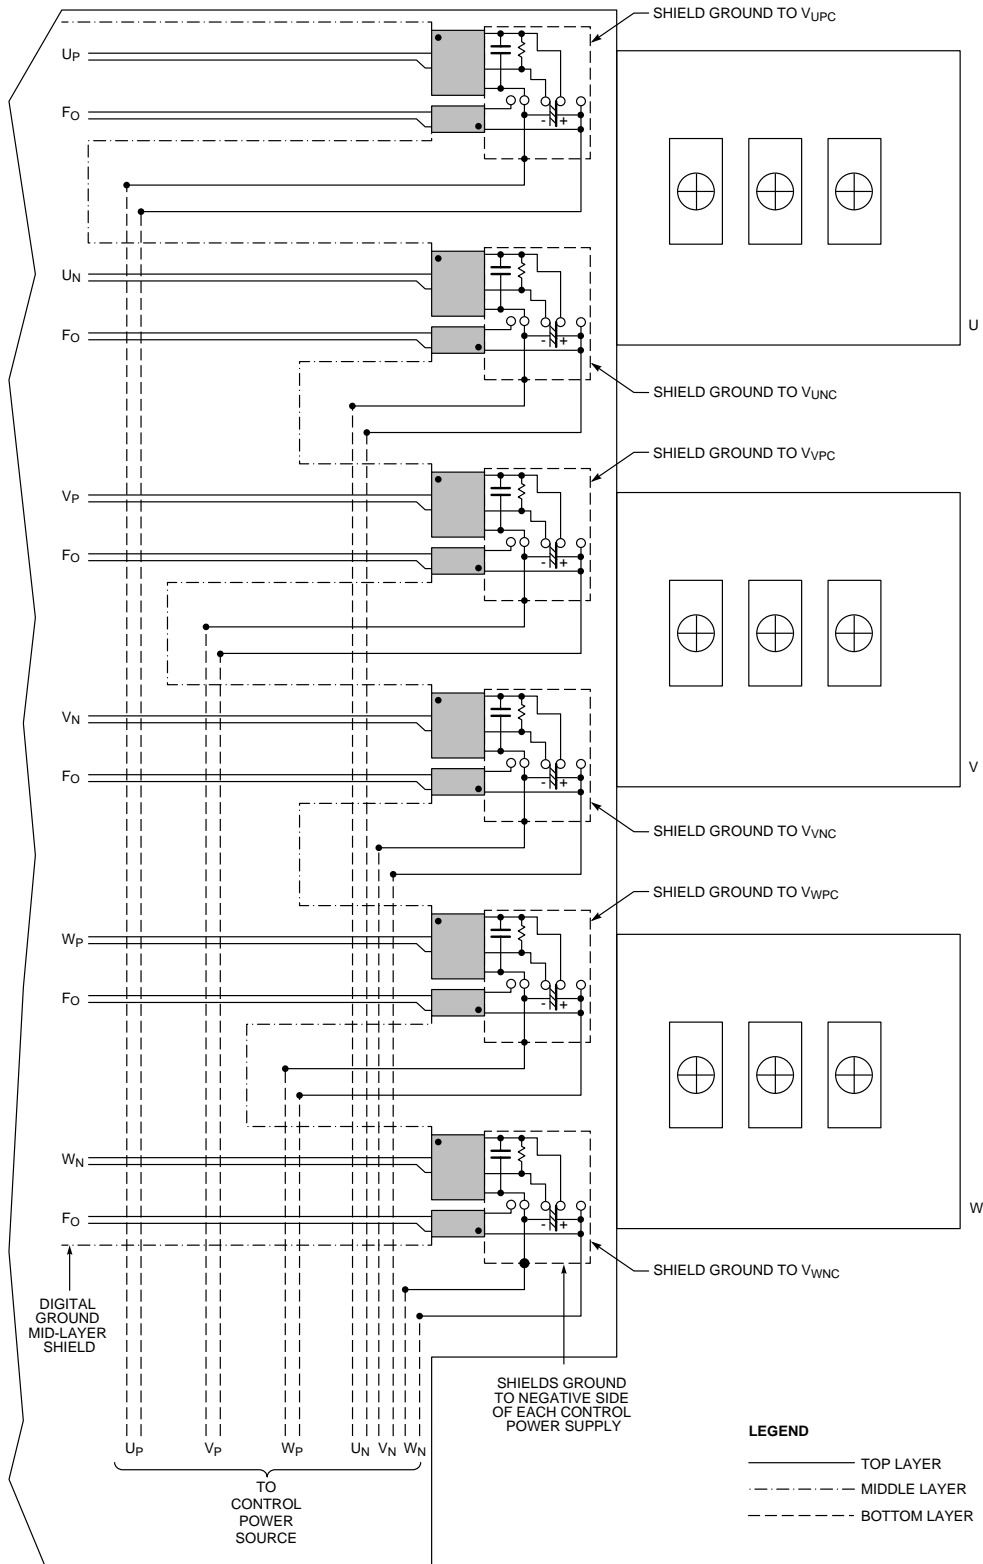 SHIELD GROUND TO VUPC
UP
FO
UN
FO
U
SHIELD GROUND TO VUNC
SHIELD GROUND TO VVPC
VP
FO
VN
FO
V
SHIELD GROUND TO VVNC
SHIELD GROUND TO VWPC
WP
FO
WN
FO
W
SHIELD GROUND TO VWNC
- +
- +
- +
- +
- +
- +
DIGITAL
GROUND
MID-LAYER
SHIELD
SHIELDS GROUND
TO NEGATIVE SIDE
OF EACH CONTROL
POWER SUPPLY
UP VP WP UN VN WN
TO
CONTROL
POWER
SOURCE
LEGEND
TOP LAYER
MIDDLE LAYER
BOTTOM LAYER